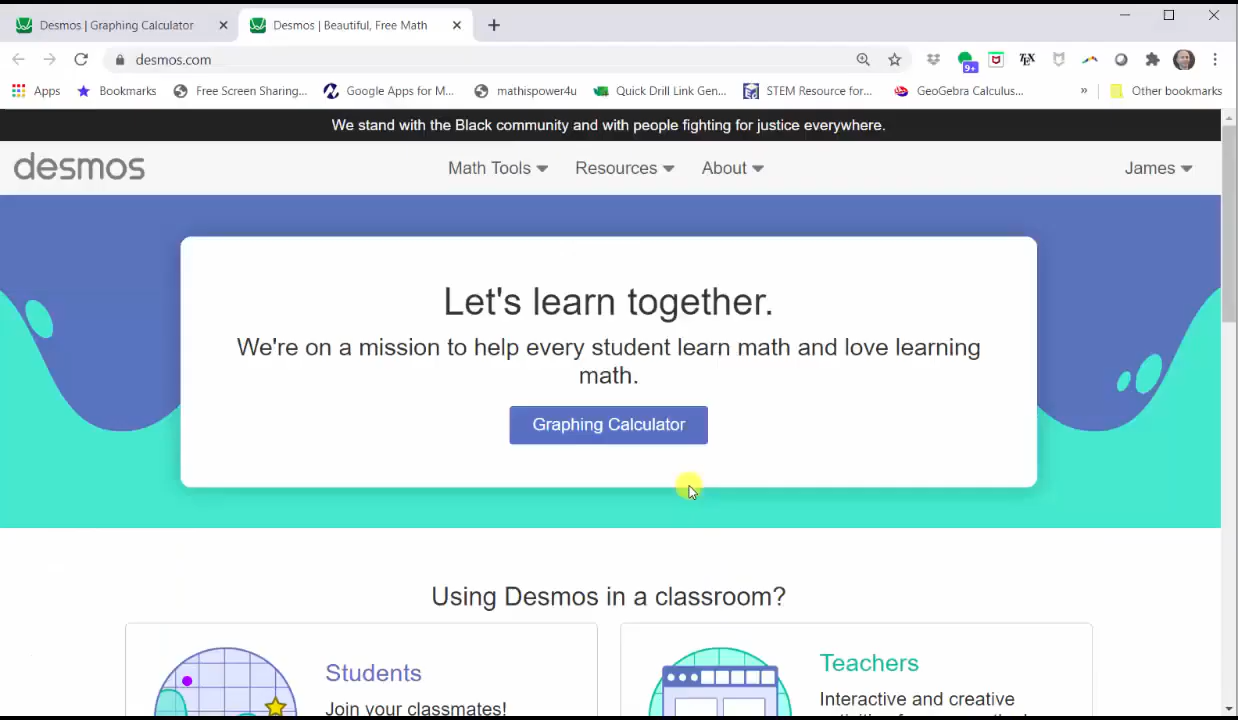 Desmos | Graphing Calculator
Desmos | Beautiful, Free Math
desmos.com
9+
TEX
Apps
Bookmarks
Free Screen Sharing...
Google Apps for M...
mathispower4u
Quick Drill Link Gen...
STEM Resource for...
GeoGebra Calculus...
»
Other bookmarks
We stand with the Black community and with people fighting for justice everywhere.
desmos
Math Tools
Resources
About
James
Let's learn together.
We're on a mission to help every student learn math and love learning
math.
Graphing Calculator
Using Desmos in a classroom?
Students
Join your classmates!
Teachers
Interactive and creative